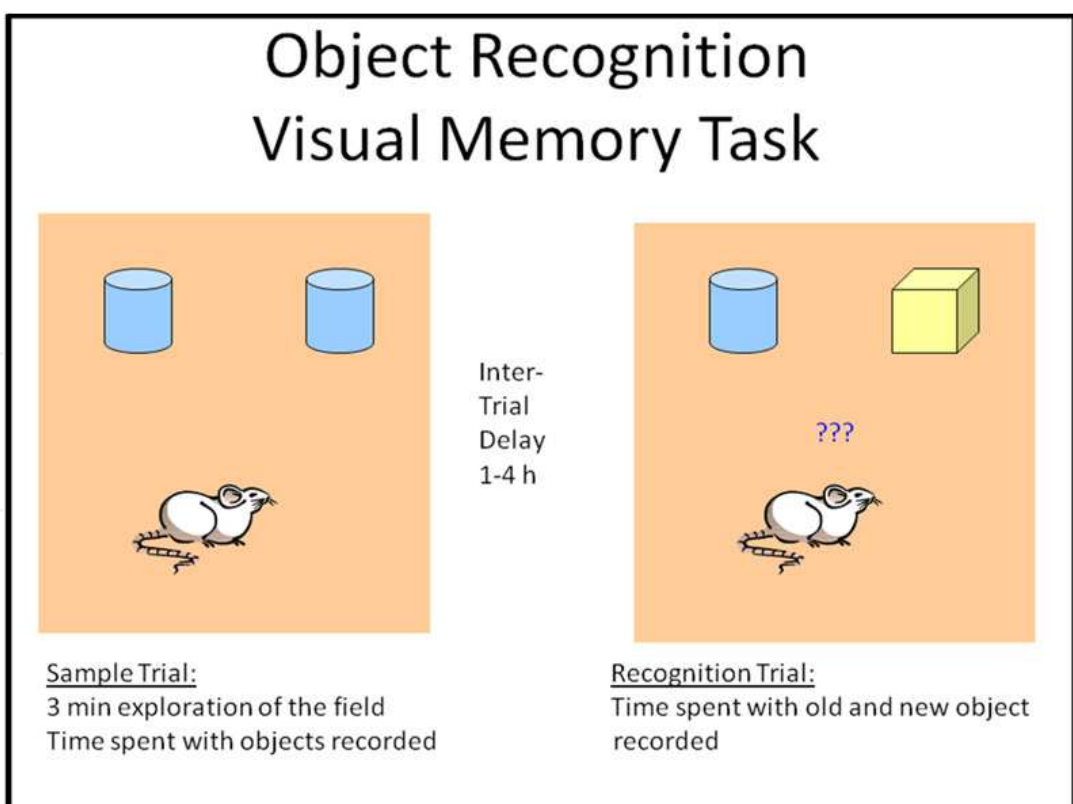 Object Recognition
Visual Memory Task
Inter-
Trial
Delay
1-4 h
???
Sample Trial:
3 min exploration of the field
Time spent with objects recorded
Recognition Trial:
Time spent with old and new object
recorded